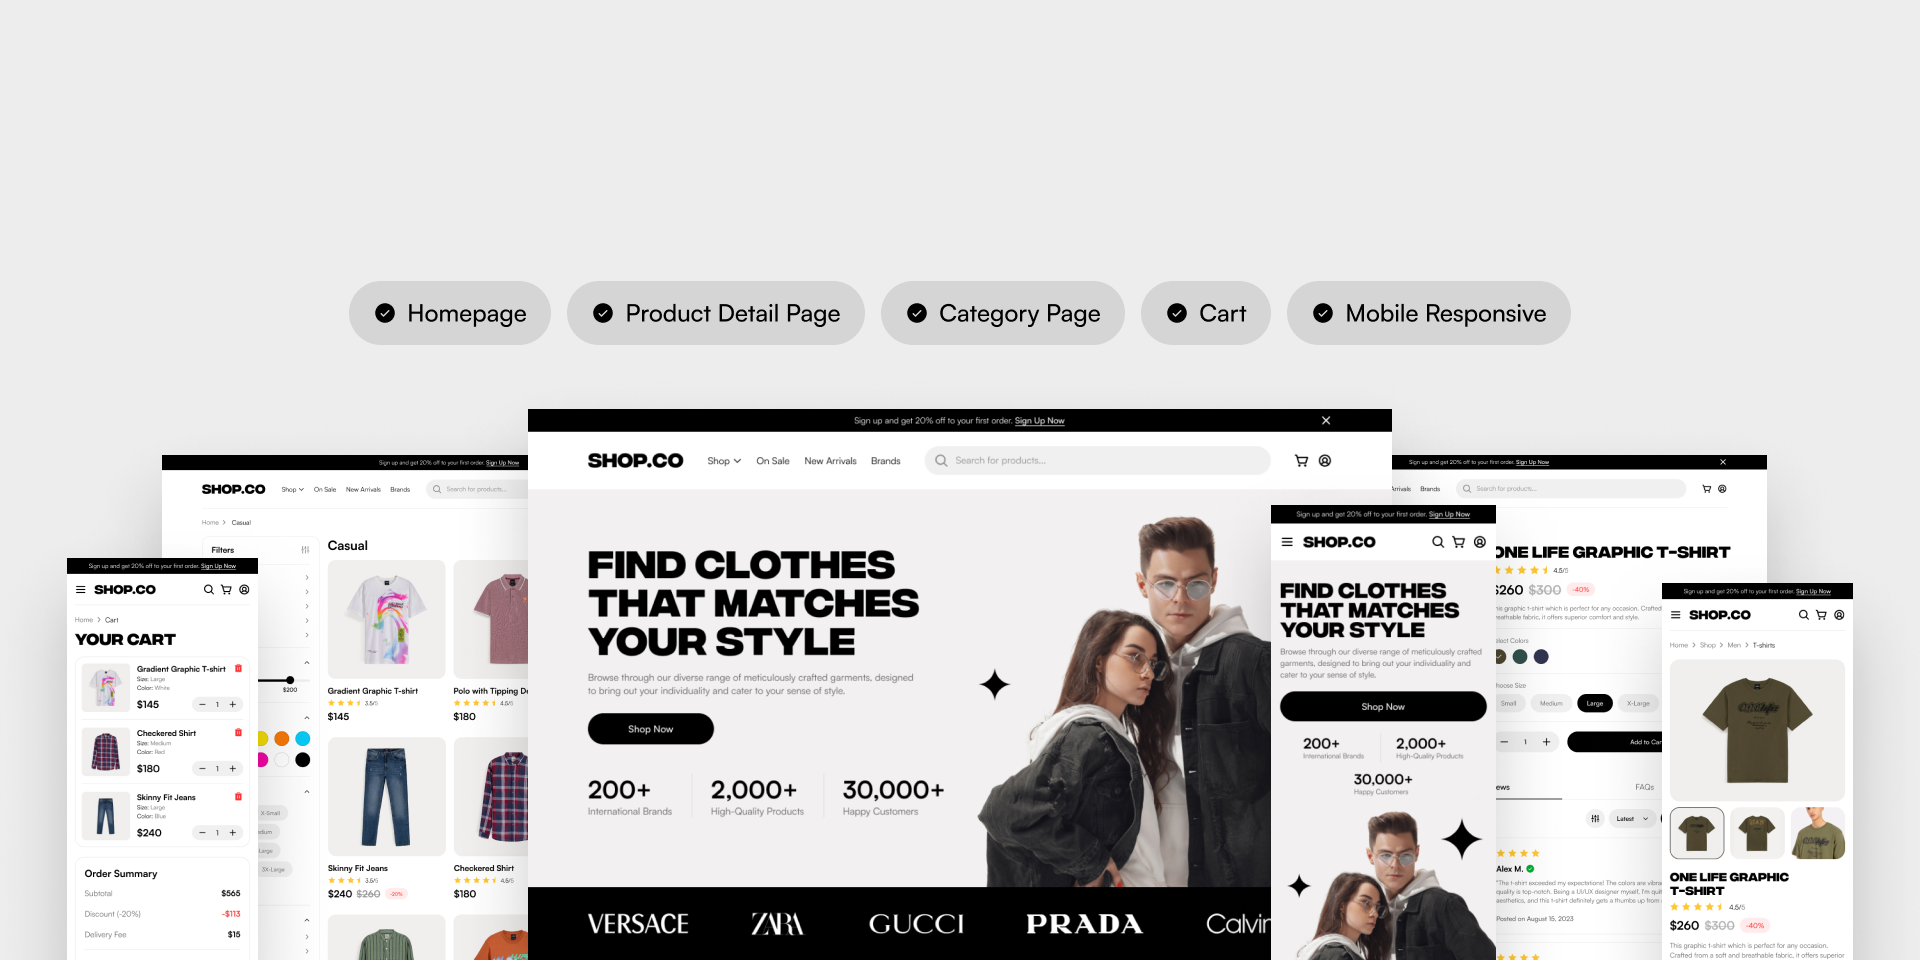 Homepage
Product Detail Page
Category Page
Cart
Mobile Responsive
Sign up and get 20% off to your first order. Sign Up Now
SHOP.CO
Shop
On Sale
New Arrivals
Brands
Search for products...
FIND CLOTHES
THAT MATCHES
YOUR STYLE
Browse through our diverse range of meticulously crafted garments, designed
to bring out your individuality and cater to your sense of style.
Shop Now
200+
International Brands
2,000+
High-Quality Products
30,000+
Happy Customers
VERSACE
ZARA
GUCCI
PRADA
Calvin
Sign up and get 20% off to your first order. Sign Up Now
SHOP.CO
Shop
On Sale
New Arrivals
Brands
Search for products...
Home > Casual
Filters
$200
X-Small
Large
3X-Large
Casual
Gradient Graphic T-shirt
3.5/5
$145
Polo with Tipping
4.5/5
$180
Skinny Fit Jeans
3.5/5
$240 $260 -20%
Checkered Shirt
4.5/5
$180
Sign up and get 20% off to your first order. Sign Up Now
SHOP.CO
Home > Cart
YOUR CART
Gradient Graphic T-shirt
Size: Large
Color: White
$145
1
Checkered Shirt
Size: Medium
Color: Red
$180
1
Skinny Fit Jeans
Size: Large
Color: Blue
$240
1
Order Summary
Subtotal $565
Discount (-20%) -$113
Delivery Fee $15
Sign up and get 20% off to your first order. Sign Up Now
SHOP.CO
FIND CLOTHES
THAT MATCHES
YOUR STYLE
Browse through our diverse range of meticulously crafted
garments, designed to bring out your individuality and
cater to your sense of style.
Shop Now
200+
International Brands
2,000+
High-Quality Products
30,000+
Happy Customers
Sign up and get 20% off to your first order. Sign Up Now
Brands
Search for products...
ONE LIFE GRAPHIC T-SHIRT
4.5/5
$260 $300 -40%
graphic t-shirt which is perfect for any occasion. Crafted
breathable fabric, it offers superior comfort and style.
Colors
Size
Small
Medium
Large
X-Large
1
Add to
FAQs
Latest
Alex M.
"The t-shirt exceeded my expectations! The colors are
quality is top-notch. Being a UI/UX designer myself, I'm
aesthetics, and this t-shirt definitely gets a thumbs up from
Posted on August 15, 2023
Sign up and get 20% off to your first order. Sign Up Now
SHOP.CO
Home > Shop > Men > T-shirts
ONE LIFE GRAPHIC
T-SHIRT
4.5/5
$260 $300 -40%
This graphic t-shirt which is perfect for any occasion.
Crafted from a soft and breathable fabric, it offers superior